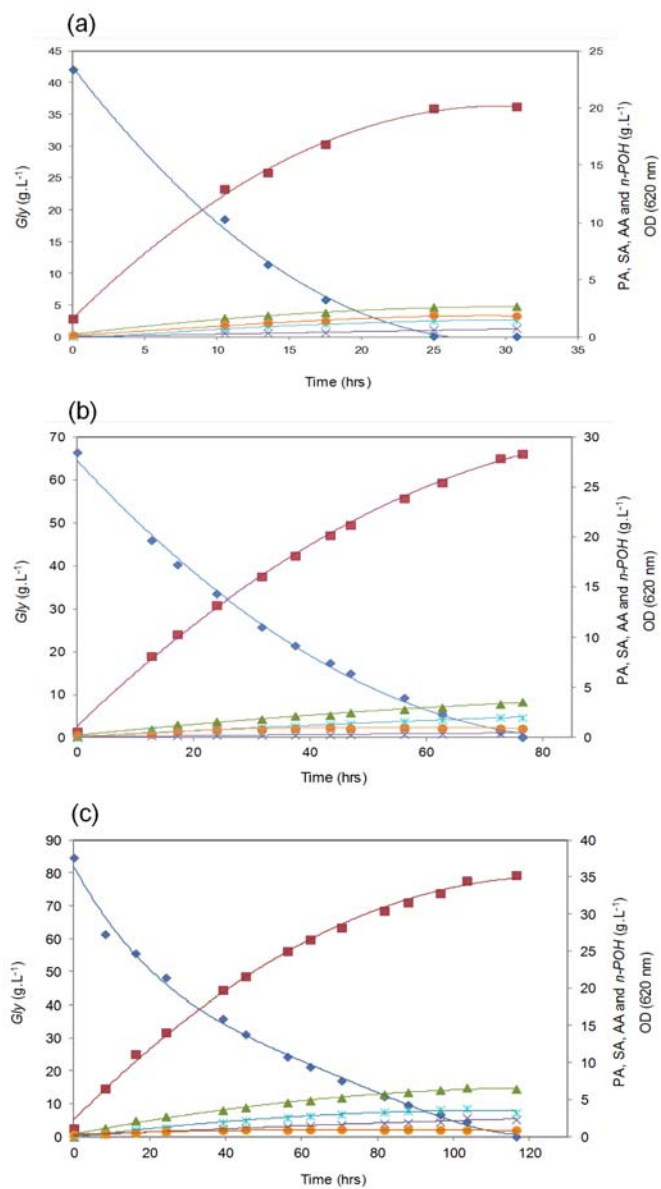 (a)
45
40
35
30
25
20
15
10
5
0
Gly (g.L-1)
25
20
15
10
5
0
PA, SA, AA and n-POH (g.L-1)
OD (620 nm)
0 5 10 15 20 25 30 35
Time (hrs)
(b)
70
60
50
40
30
20
10
0
Gly (g.L-1)
30
25
20
15
10
5
0
PA, SA, AA and n-POH (g.L-1)
OD (620 nm)
0 20 40 60 80
Time (hrs)
(c)
90
80
70
60
50
40
30
20
10
0
Gly (g.L-1)
40
35
30
25
20
15
10
5
0
PA, SA, AA and n-POH (g.L-1)
OD (620 nm)
0 20 40 60 80 100 120
Time (hrs)